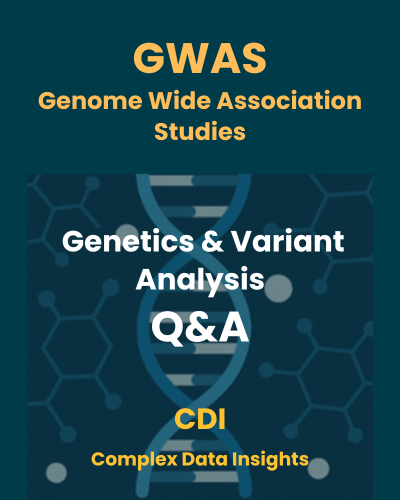 GWAS
Genome Wide Association
Studies
Genetics & Variant
Analysis
Q&A
CDI
Complex Data Insights